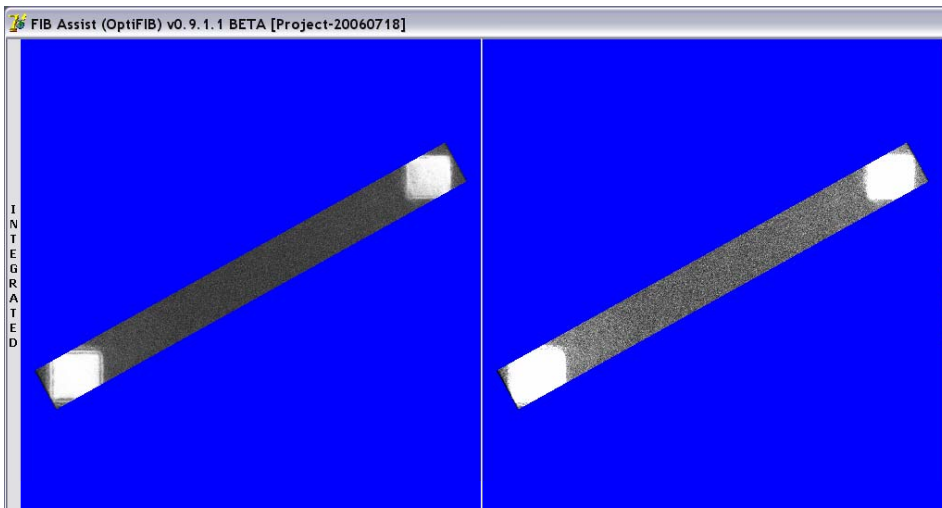 FIB Assist (OptiFIB) v0.9.1.1 BETA [Project-20060718]
INTEGRATED